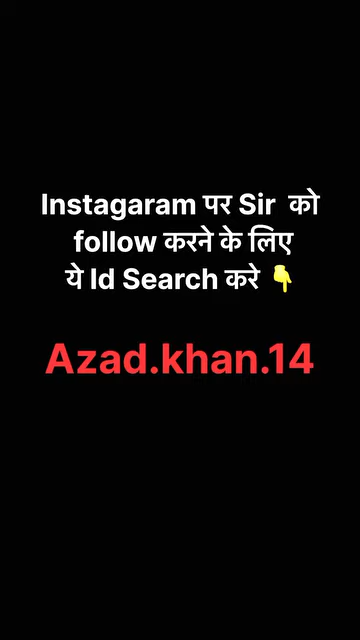 Instagaram पर Sir को
follow करने के लिए
ये Id Search करे 👇
Azad.khan.14